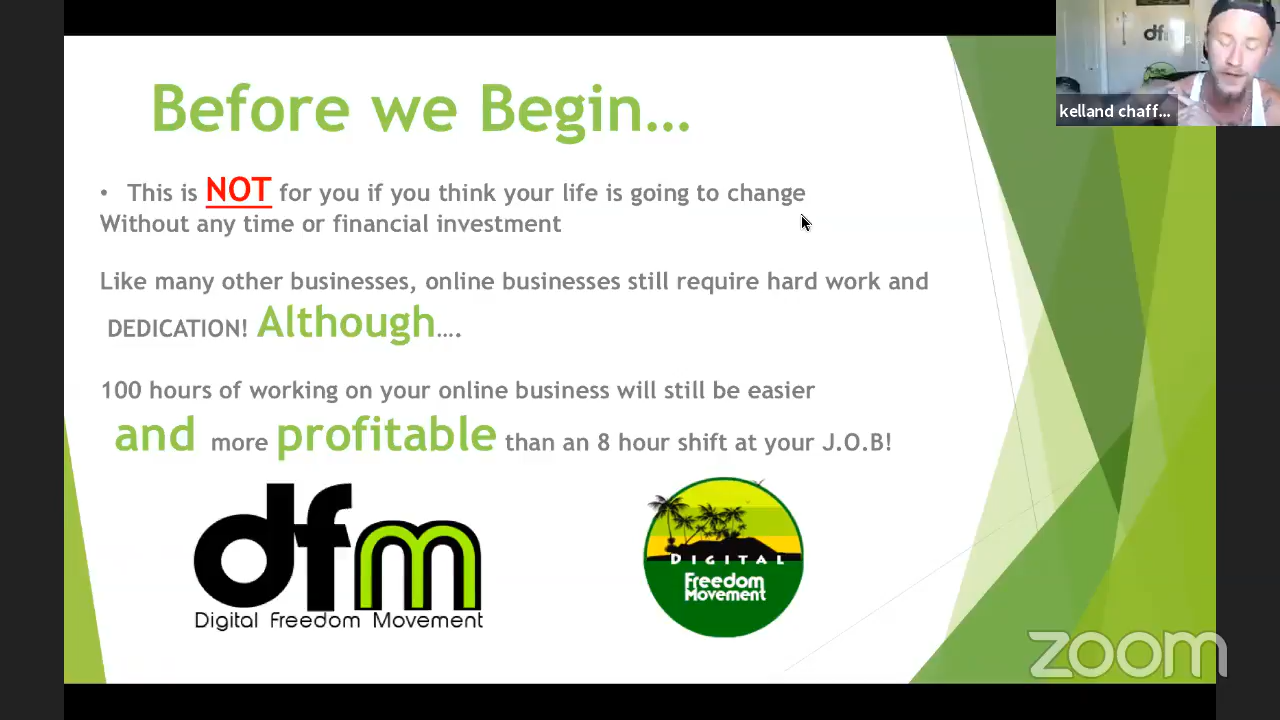 Before we Begin...
• This is NOT for you if you think your life is going to change
Without any time or financial investment
Like many other businesses, online businesses still require hard work and
DEDICATION! Although....
100 hours of working on your online business will still be easier
and more profitable than an 8 hour shift at your J.O.B!
dfm
Digital Freedom Movement
DIGITAL
Freedom
Movement
df
kelland chaff...
zoom